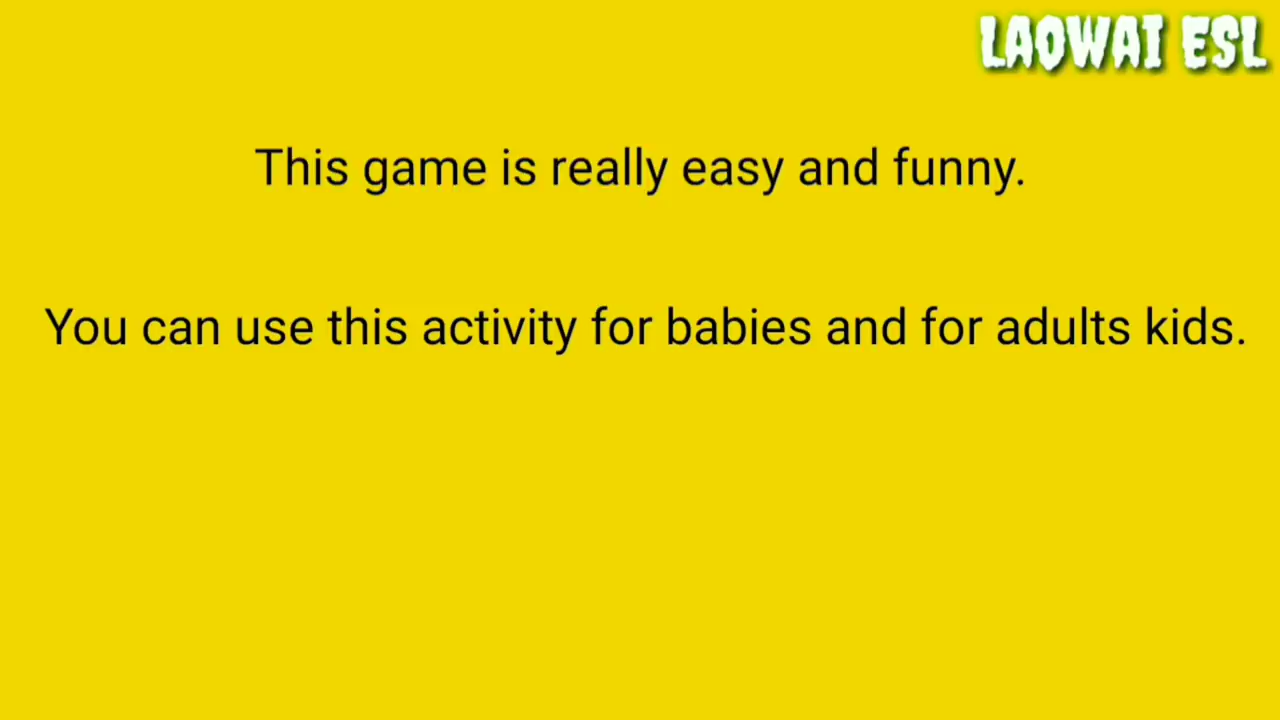 LAOWAI ESL
This game is really easy and funny.
You can use this activity for babies and for adults kids.